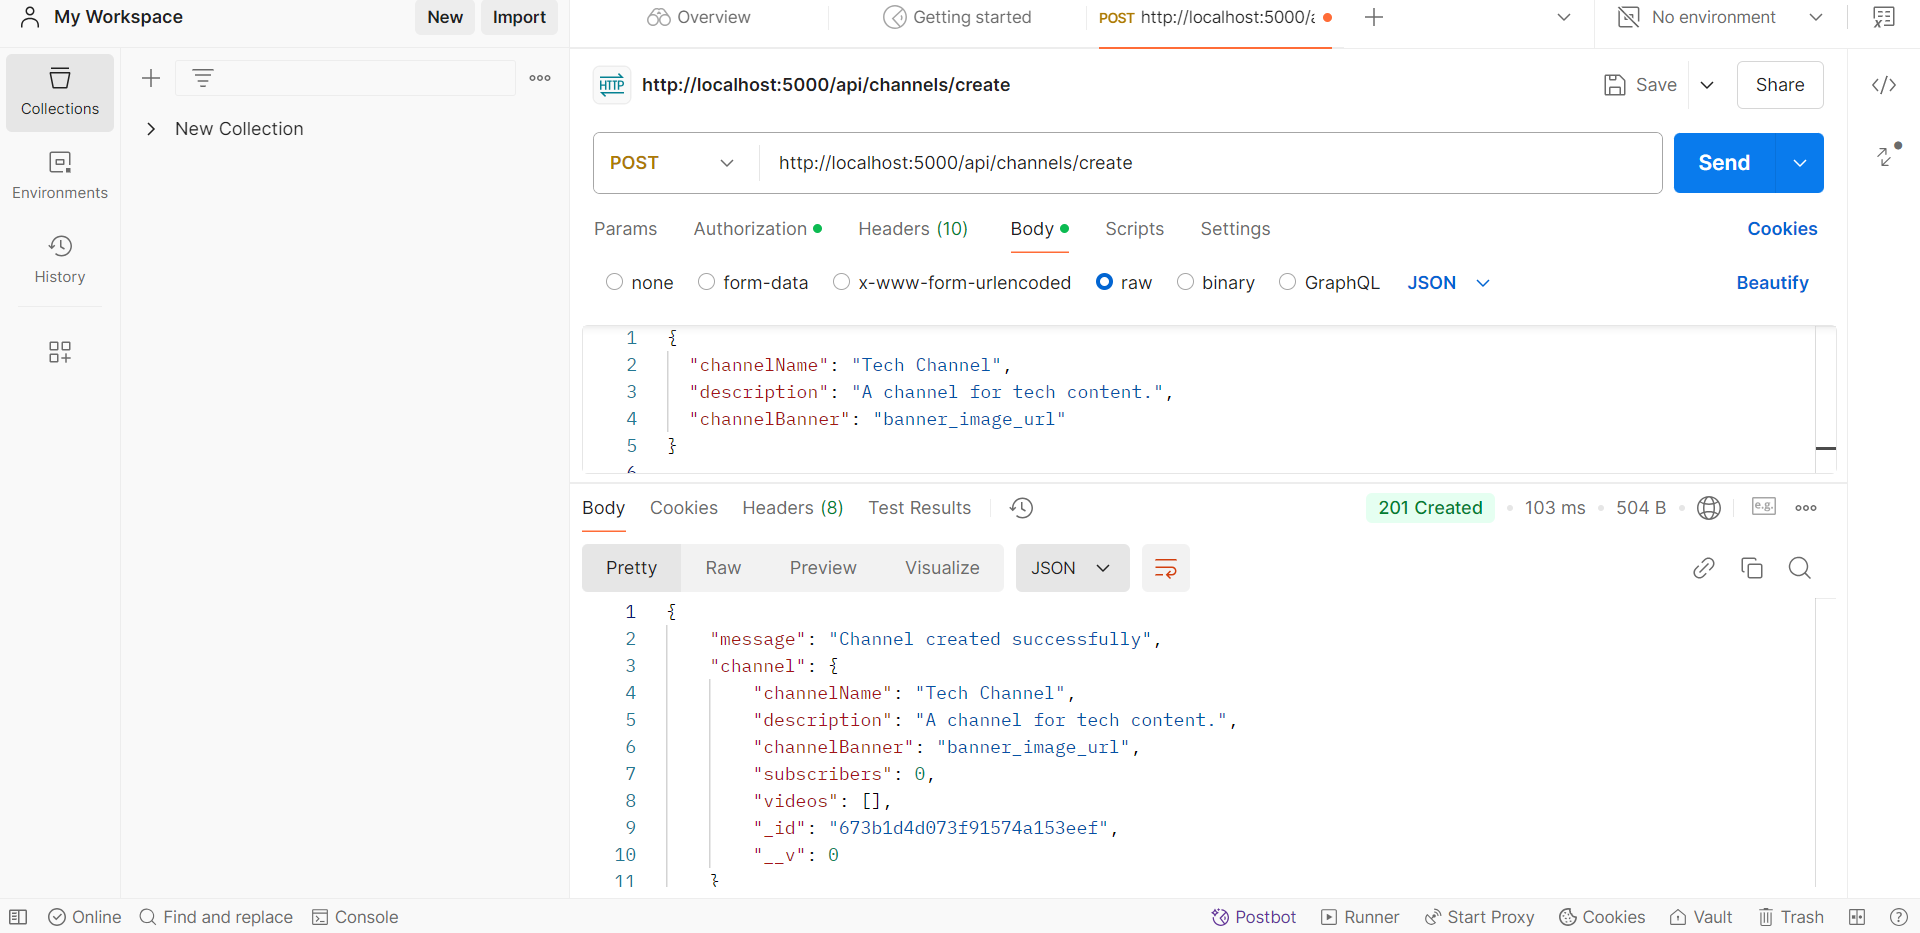 My Workspace
New
Import
Overview
Getting started
POST http://localhost:5000/a
No environment
Collections
Environments
History
New Collection
HTTP
http://localhost:5000/api/channels/create
Save
Share
POST
http://localhost:5000/api/channels/create
Send
Params
Authorization
Headers (10)
Body
Scripts
Settings
Cookies
none
form-data
x-www-form-urlencoded
raw
binary
GraphQL
JSON
Beautify
1 {
2 "channelName": "Tech Channel",
3 "description": "A channel for tech content.",
4 "channelBanner": "banner_image_url"
5 }
6
Body
Cookies
Headers (8)
Test Results
201 Created
103 ms
504 B
e.g.
Pretty
Raw
Preview
Visualize
JSON
1 {
2 "message": "Channel created successfully",
3 "channel": {
4 "channelName": "Tech Channel",
5 "description": "A channel for tech content.",
6 "channelBanner": "banner_image_url",
7 "subscribers": 0,
8 "videos": [],
9 "_id": "673b1d4d073f91574a153eef",
10 "__v": 0
11 }
Online
Find and replace
Console
Postbot
Runner
Start Proxy
Cookies
Vault
Trash